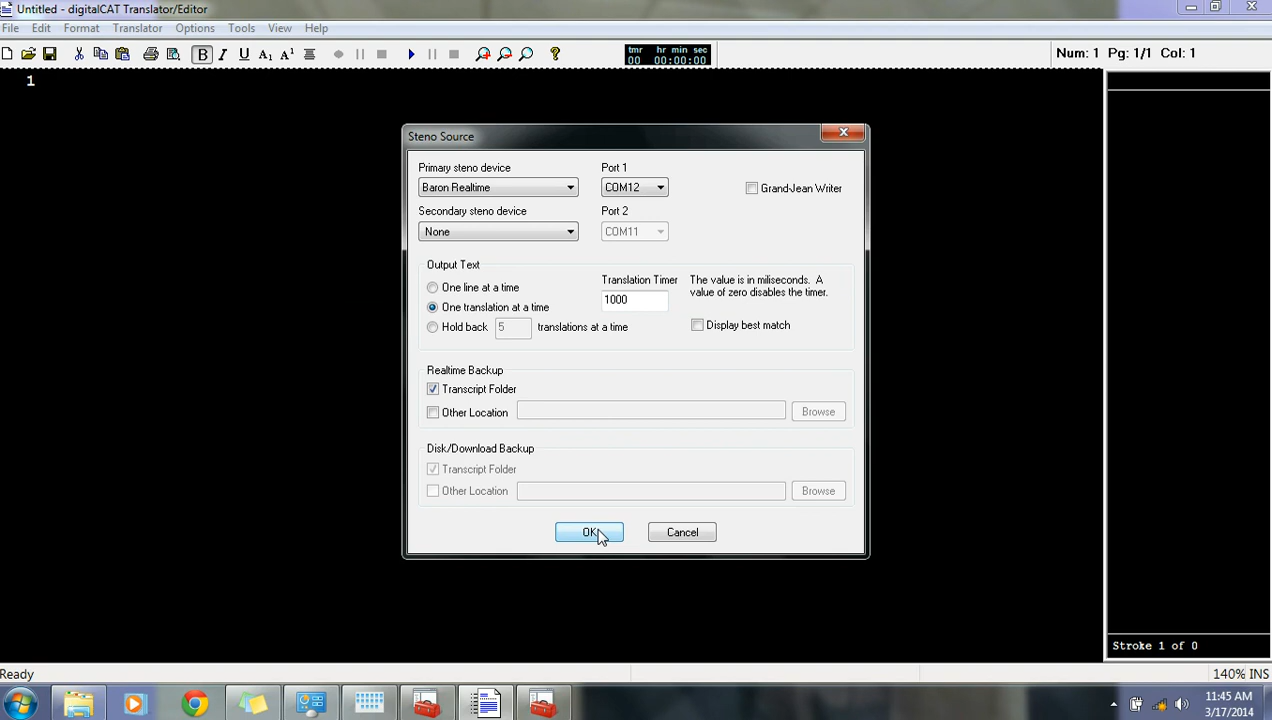 Untitled - digitalCAT Translator/Editor
File Edit Format Translator Options Tools View Help
B I U A₁ A¹
tmr hr min sec
00 00:00:00
Num: 1 Pg: 1/1 Col: 1
1
Steno Source
Primary steno device
Port 1
Baron Realtime
COM12
Grand-Jean Writer
Secondary steno device
Port 2
None
COM11
Output Text
Translation Timer
The value is in miliseconds. A
value of zero disables the timer.
One line at a time
1000
One translation at a time
Hold back 5 translations at a time
Display best match
Realtime Backup
Transcript Folder
Other Location
Browse
Disk/Download Backup
Transcript Folder
Other Location
Browse
OK
Cancel
Stroke 1 of 0
Ready
140% INS
11:45 AM
3/17/2014